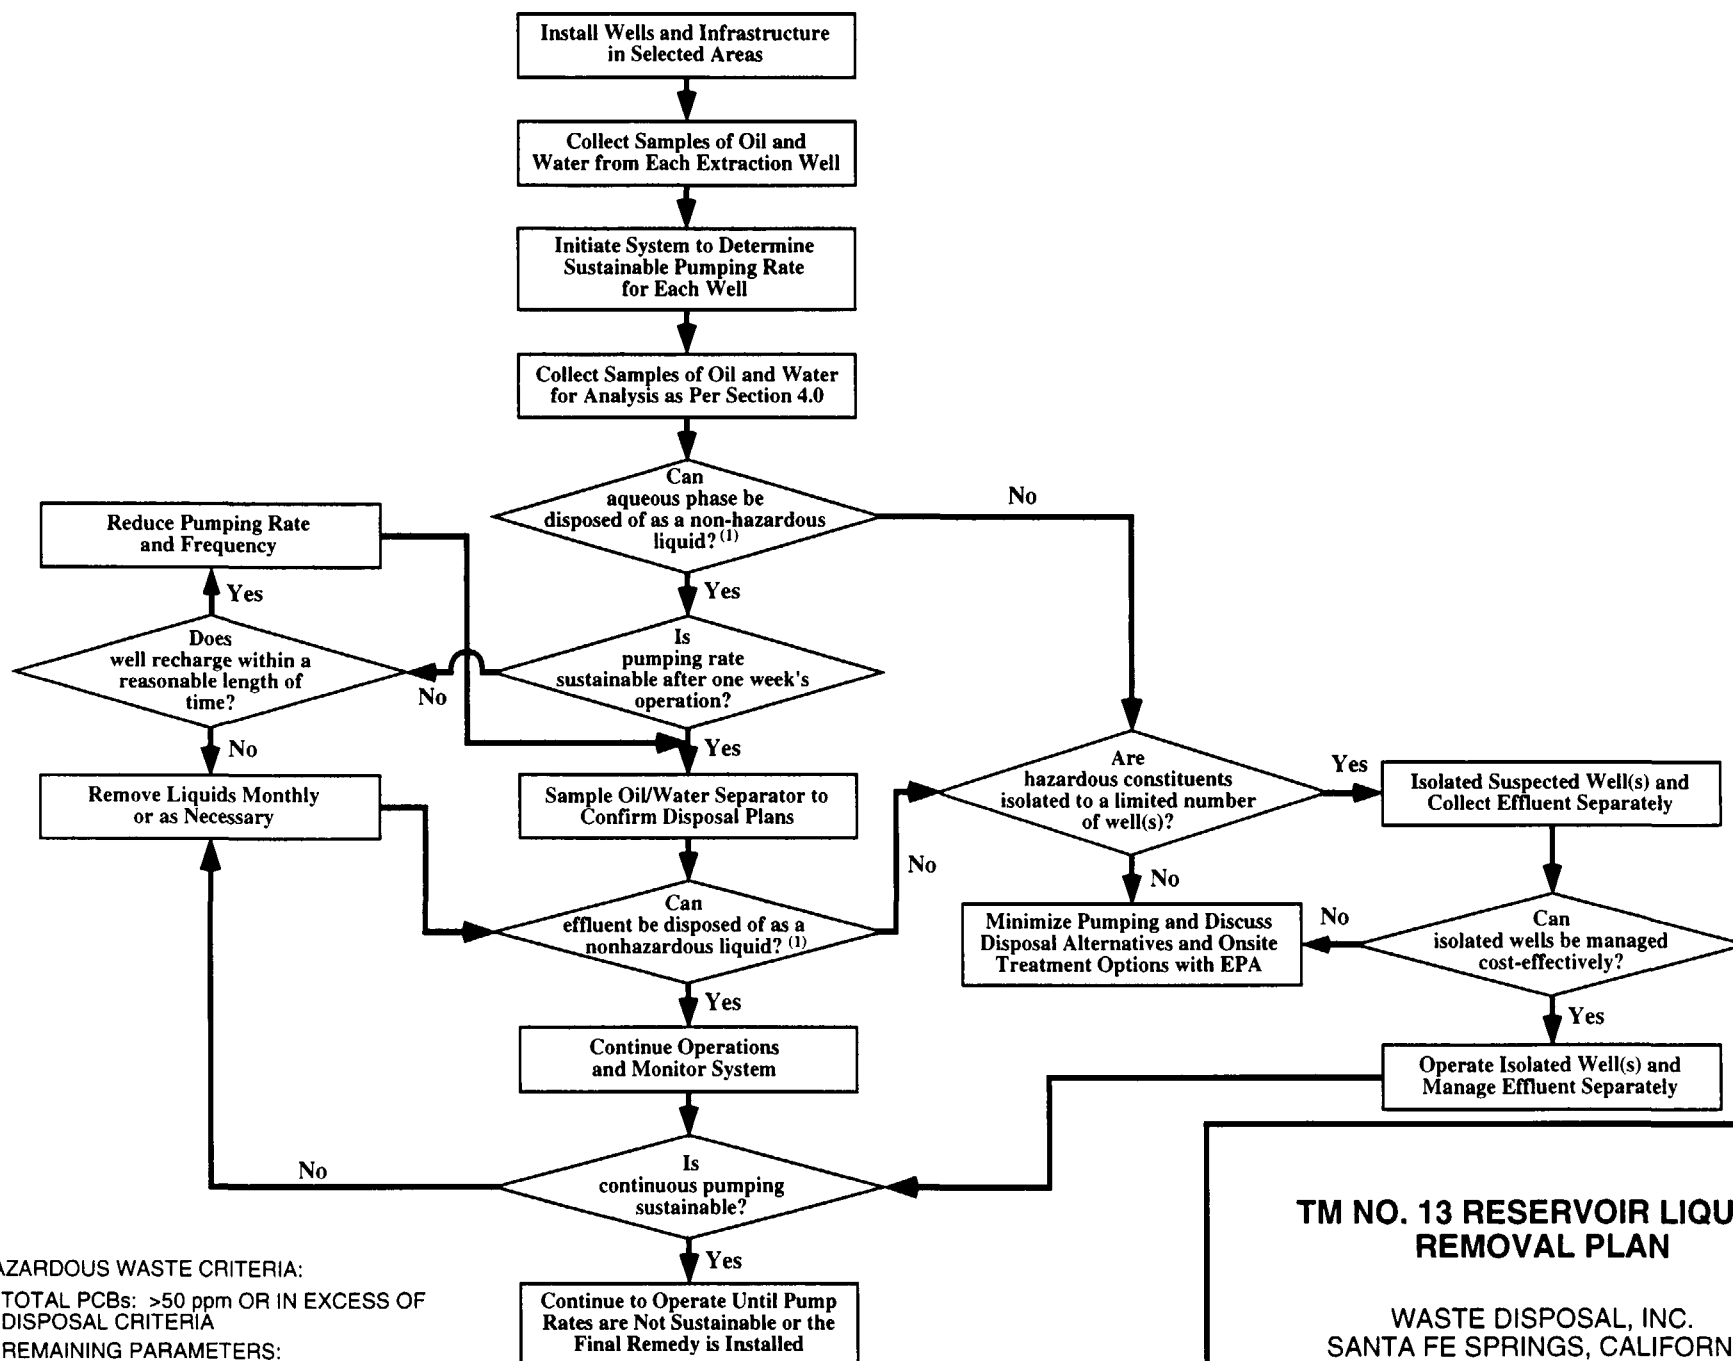 Install Wells and Infrastructure
in Selected Areas
Collect Samples of Oil and
Water from Each Extraction Well
Initiate System to Determine
Sustainable Pumping Rate
for Each Well
Collect Samples of Oil and Water
for Analysis as Per Section 4.0
Can
aqueous phase be
disposed of as a non-hazardous
liquid? (1)
No
Yes
Reduce Pumping Rate
and Frequency
Yes
Does
well recharge within a
reasonable length of
time?
No
Is
pumping rate
sustainable after one week's
operation?
No
Yes
Remove Liquids Monthly
or as Necessary
Sample Oil/Water Separator to
Confirm Disposal Plans
Are
hazardous constituents
isolated to a limited number
of well(s)?
Yes
Isolated Suspected Well(s) and
Collect Effluent Separately
No
No
Can
effluent be disposed of as a
nonhazardous liquid? (1)
Minimize Pumping and Discuss
Disposal Alternatives and Onsite
Treatment Options with EPA
No
Can
isolated wells be managed
cost-effectively?
Yes
Yes
Continue Operations
and Monitor System
Operate Isolated Well(s) and
Manage Effluent Separately
No
Is
continuous pumping
sustainable?
Yes
Continue to Operate Until Pump
Rates are Not Sustainable or the
Final Remedy is Installed
AZARDOUS WASTE CRITERIA:
TOTAL PCBs: >50 ppm OR IN EXCESS OF
DISPOSAL CRITERIA
REMAINING PARAMETERS:
TM NO. 13 RESERVOIR LIQU
REMOVAL PLAN
WASTE DISPOSAL, INC.
SANTA FE SPRINGS, CALIFORN